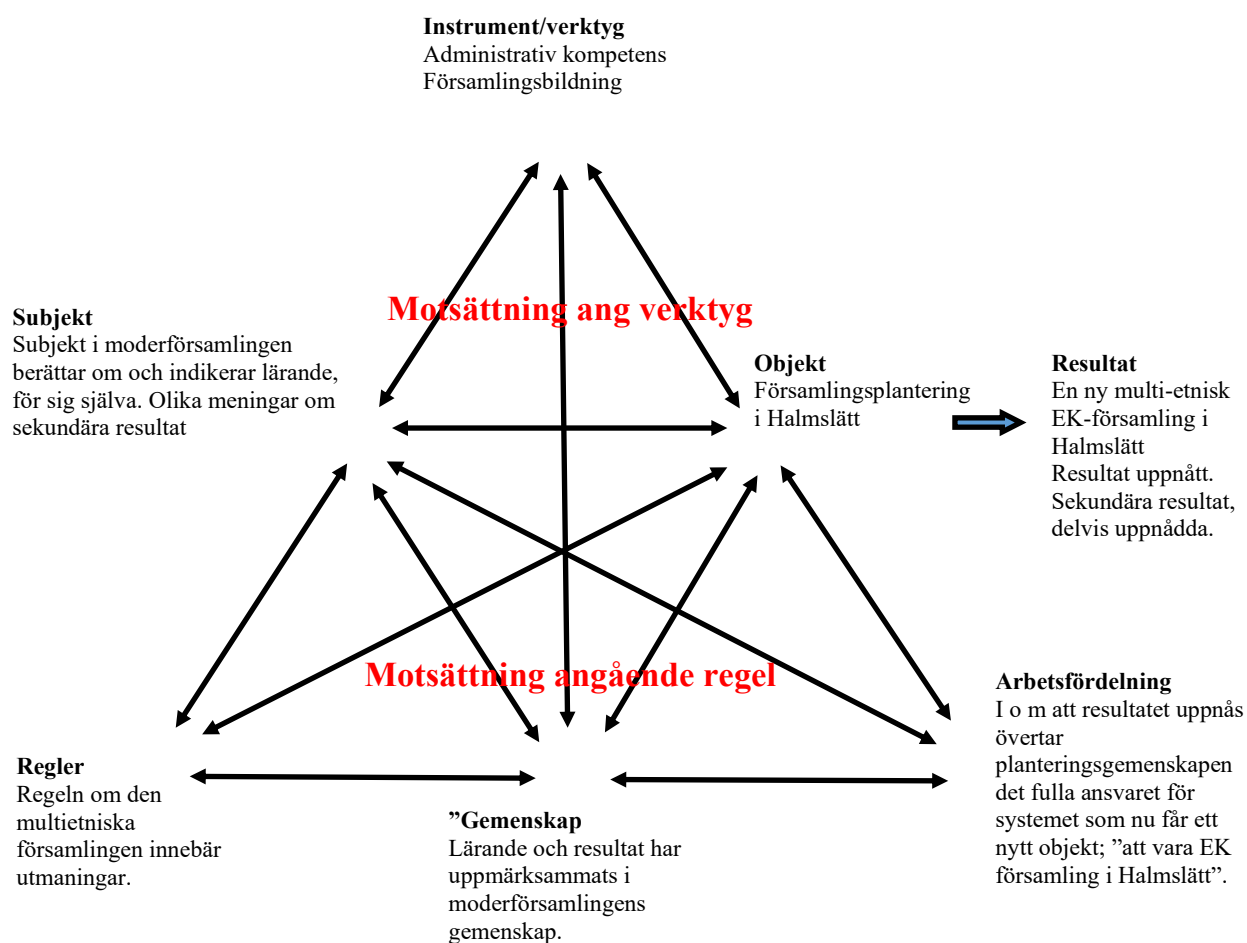 Instrument/verktyg
Administrativ kompetens
Församlingsbildning
Motsättning ang verktyg
Subjekt
Subjekt i moderförsamlingen
berättar om och indikerar lärande,
för sig själva. Olika meningar om
sekundära resultat
Objekt
Församlingsplantering
i Halmslätt
Resultat
En ny multi-etnisk
EK-församling i
Halmslätt
Resultat uppnått.
Sekundära resultat,
delvis uppnådda.
Motsättning angående regel
Regler
Regeln om den
multietniska
församlingen innebär
utmaningar.
”Gemenskap
Lärande och resultat har
uppmärksammats i
moderförsamlingens
gemenskap.
Arbetsfördelning
I o m att resultatet uppnås
övertar
planteringsgemenskapen
det fulla ansvaret för
systemet som nu får ett
nytt objekt; ”att vara EK
församling i Halmslätt”.